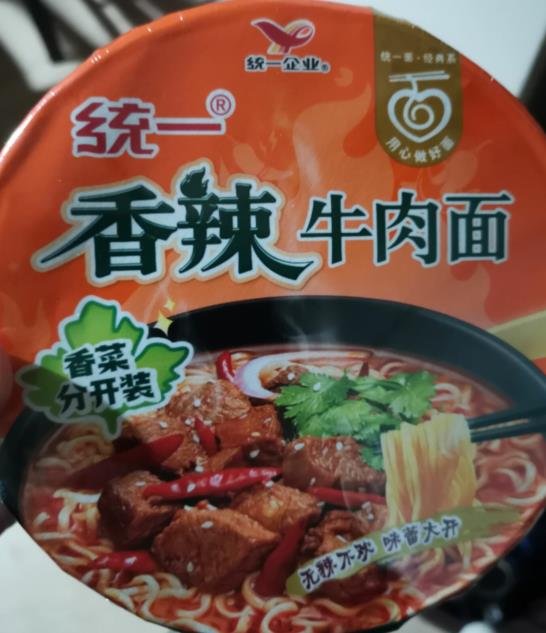 统一企业®
统一面·经典系
用心做好面
统一®
香辣牛肉面
香菜
分开装
无辣不欢 味蕾大开